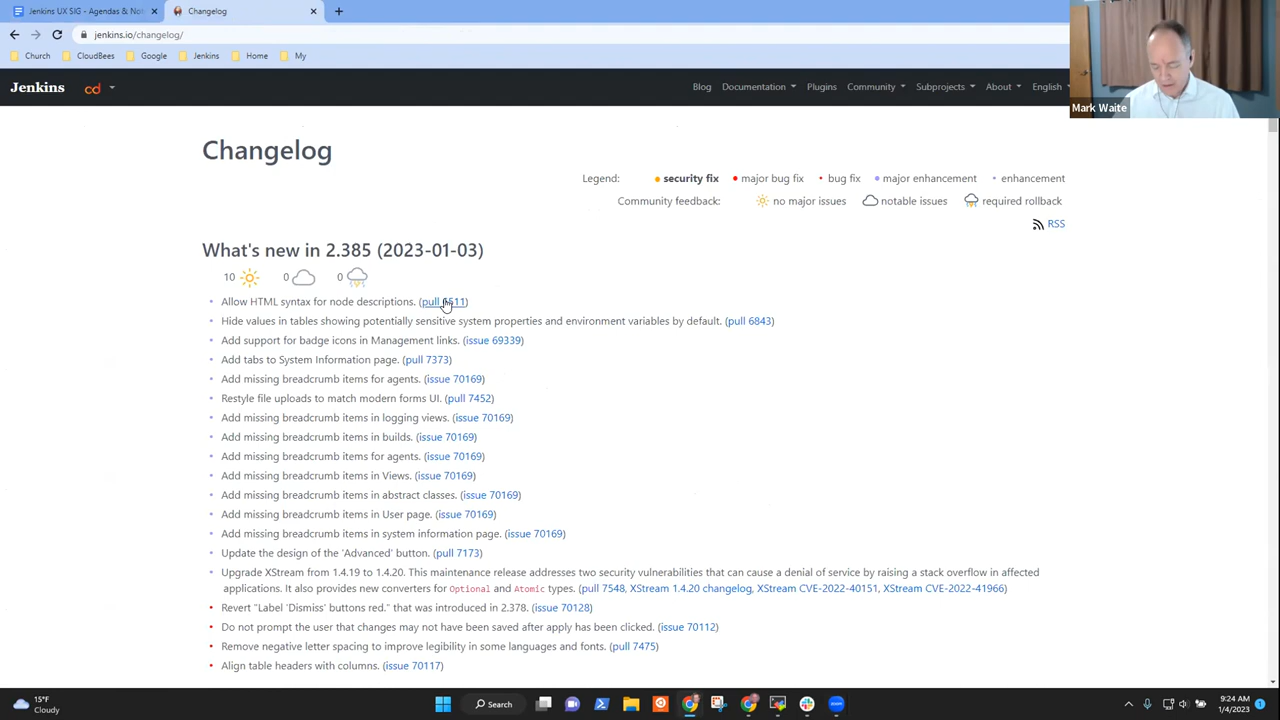 Jenkins UX SIG - Agendas & Not
Changelog
jenkins.io/changelog/
Church CloudBees Google Jenkins Home My
Jenkins cd Blog Documentation Plugins Community Subprojects About English
Mark Waite
Changelog
Legend: security fix major bug fix bug fix major enhancement enhancement
Community feedback: no major issues notable issues required rollback
RSS
What's new in 2.385 (2023-01-03)
10 0 0
Allow HTML syntax for node descriptions. (pull 6511)
Hide values in tables showing potentially sensitive system properties and environment variables by default. (pull 6843)
Add support for badge icons in Management links. (issue 69339)
Add tabs to System Information page. (pull 7373)
Add missing breadcrumb items for agents. (issue 70169)
Restyle file uploads to match modern forms UI. (pull 7452)
Add missing breadcrumb items in logging views. (issue 70169)
Add missing breadcrumb items in builds. (issue 70169)
Add missing breadcrumb items for agents. (issue 70169)
Add missing breadcrumb items in Views. (issue 70169)
Add missing breadcrumb items in abstract classes. (issue 70169)
Add missing breadcrumb items in User page. (issue 70169)
Add missing breadcrumb items in system information page. (issue 70169)
Update the design of the 'Advanced' button. (pull 7173)
Upgrade XStream from 1.4.19 to 1.4.20. This maintenance release addresses two security vulnerabilities that can cause a denial of service by raising a stack overflow in affected
applications. It also provides new converters for Optional and Atomic types. (pull 7548, XStream 1.4.20 changelog, XStream CVE-2022-40151, XStream CVE-2022-41966)
Revert "Label 'Dismiss' buttons red." that was introduced in 2.378. (issue 70128)
Do not prompt the user that changes may not have been saved after apply has been clicked. (issue 70112)
Remove negative letter spacing to improve legibility in some languages and fonts. (pull 7475)
Align table headers with columns. (issue 70117)
15°F
Cloudy
Search
9:24 AM
1/4/2023